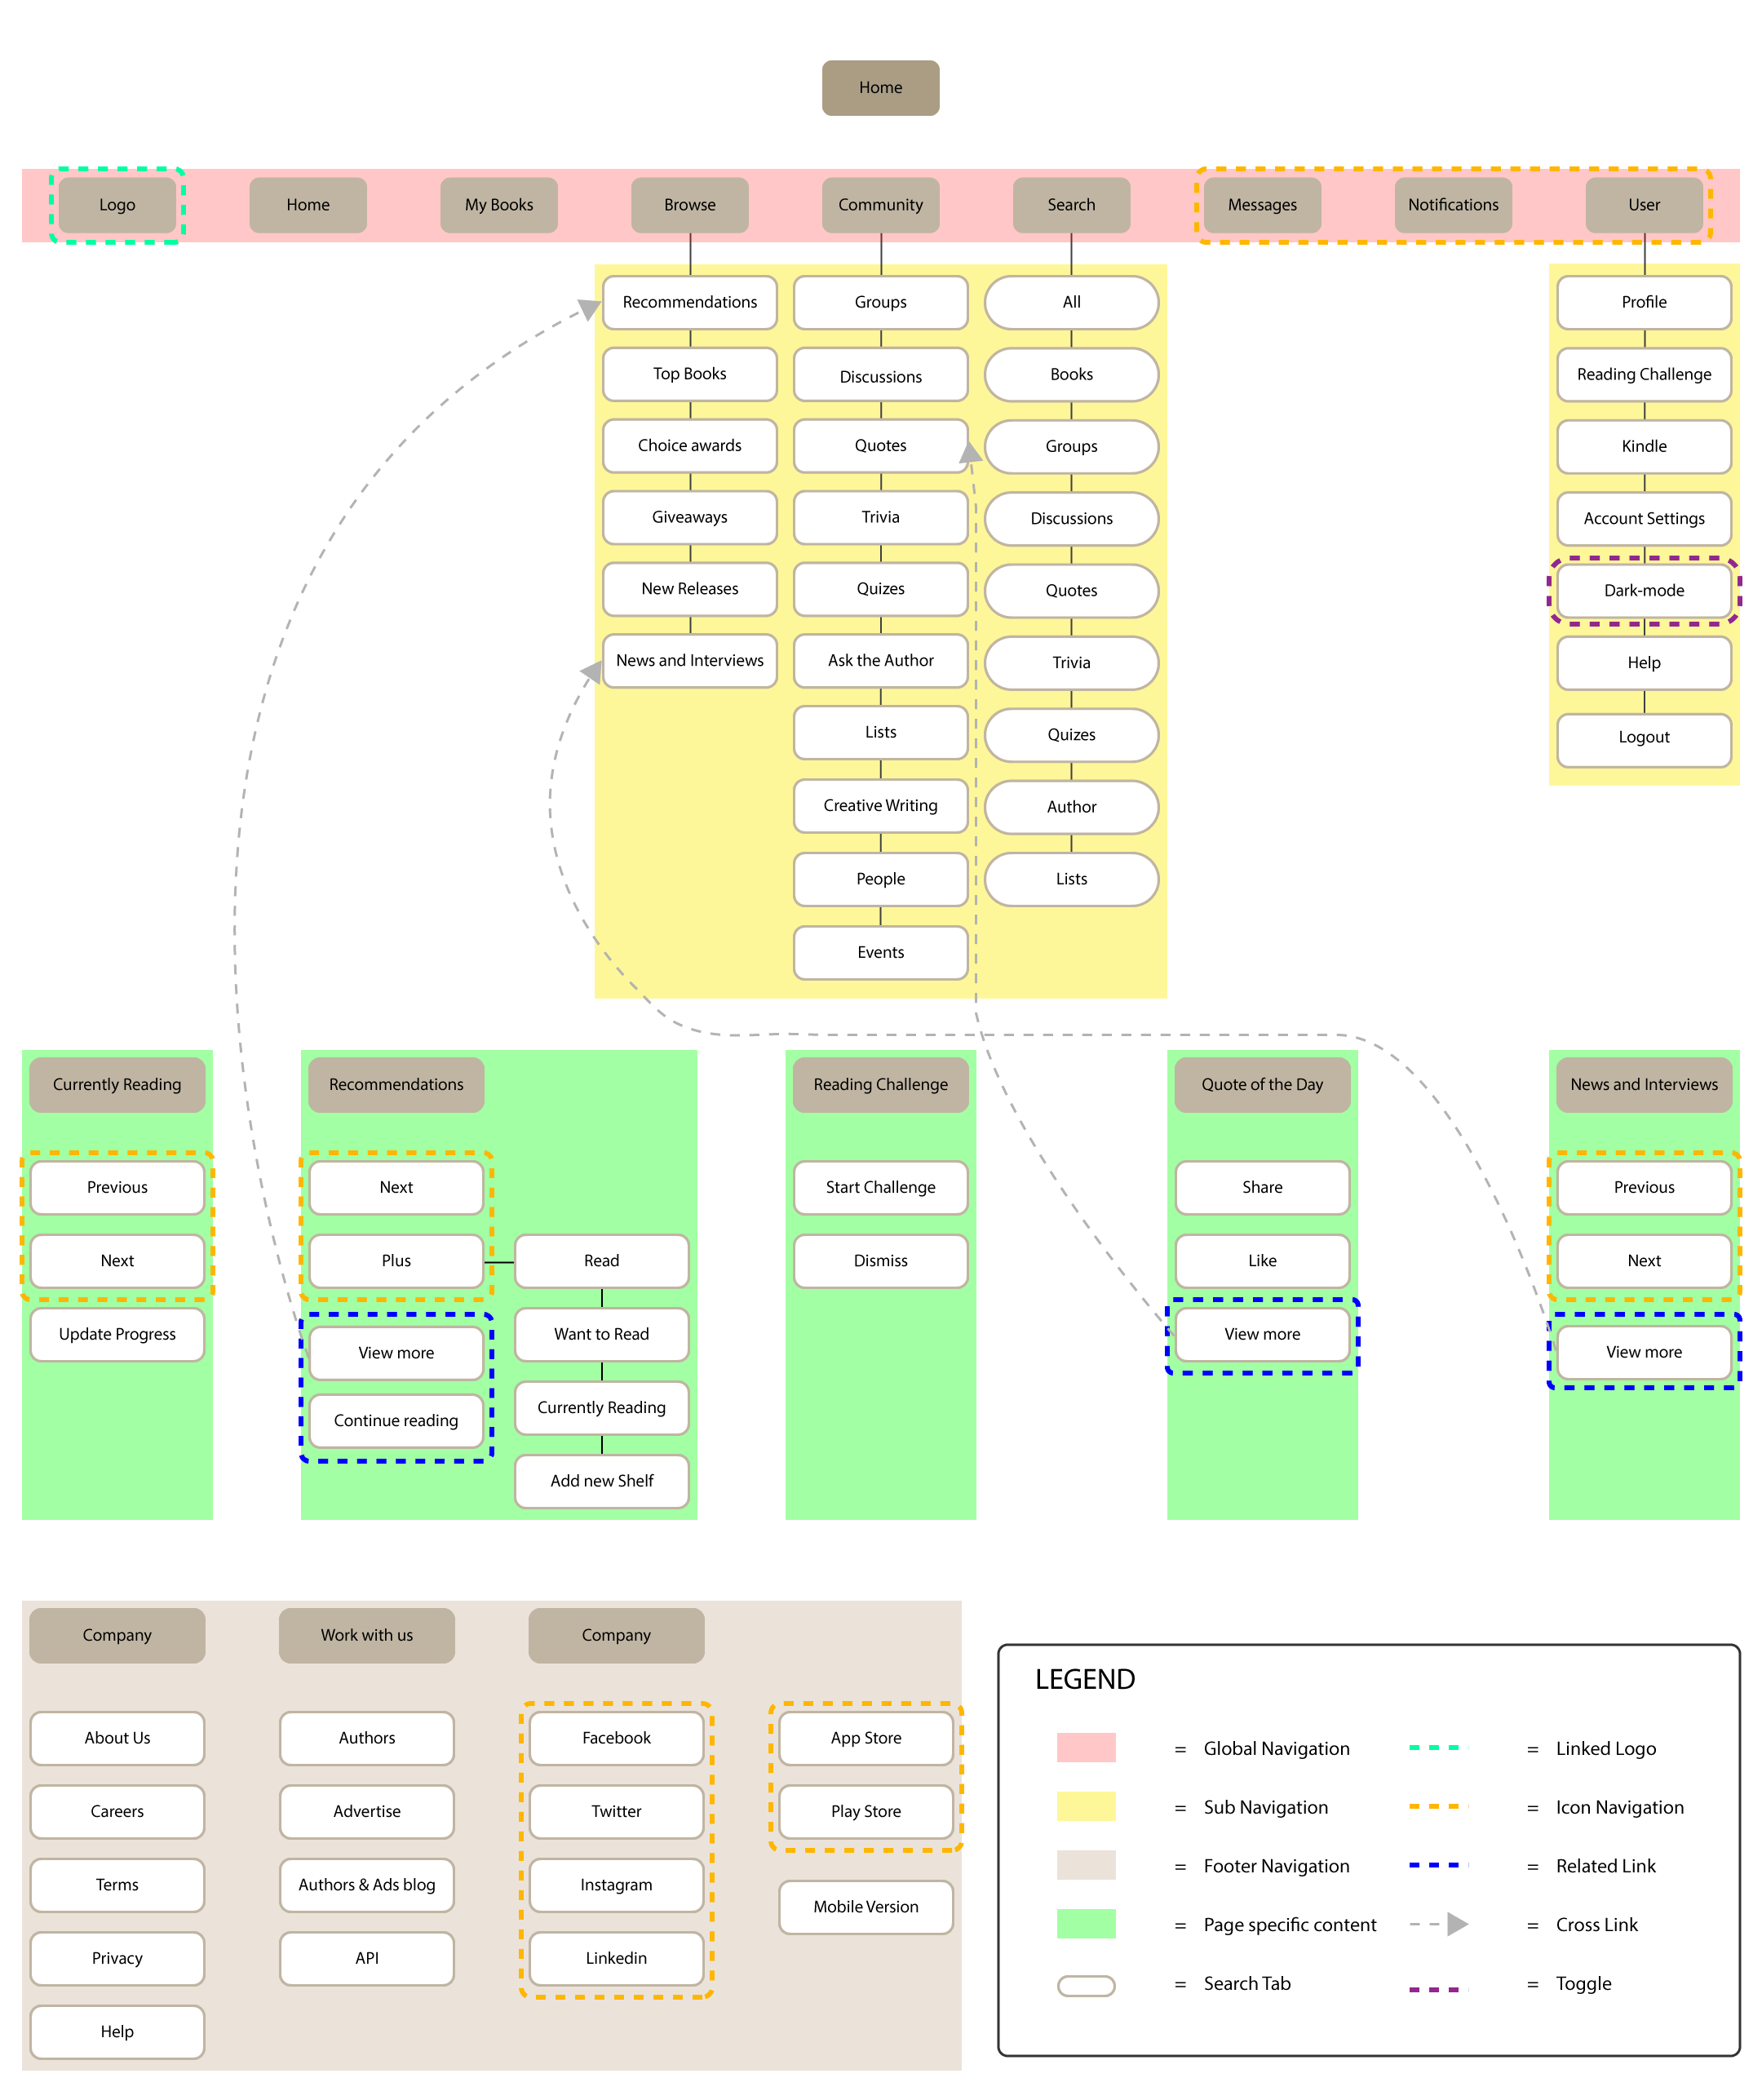 Home
Logo
Home
My Books
Browse
Community
Search
Messages
Notifications
User
Recommendations
Top Books
Choice awards
Giveaways
New Releases
News and Interviews
Groups
Discussions
Quotes
Trivia
Quizes
Ask the Author
Lists
Creative Writing
People
Events
All
Books
Groups
Discussions
Quotes
Trivia
Quizes
Author
Lists
Profile
Reading Challenge
Kindle
Account Settings
Dark-mode
Help
Logout
Currently Reading
Previous
Next
Update Progress
Recommendations
Next
Plus
View more
Continue reading
Read
Want to Read
Currently Reading
Add new Shelf
Reading Challenge
Start Challenge
Dismiss
Quote of the Day
Share
Like
View more
News and Interviews
Previous
Next
View more
Company
About Us
Careers
Terms
Privacy
Help
Work with us
Authors
Advertise
Authors & Ads blog
API
Company
Facebook
Twitter
Instagram
Linkedin
App Store
Play Store
Mobile Version
LEGEND
= Global Navigation
= Sub Navigation
= Footer Navigation
= Page specific content
= Search Tab
= Linked Logo
= Icon Navigation
= Related Link
= Cross Link
= Toggle